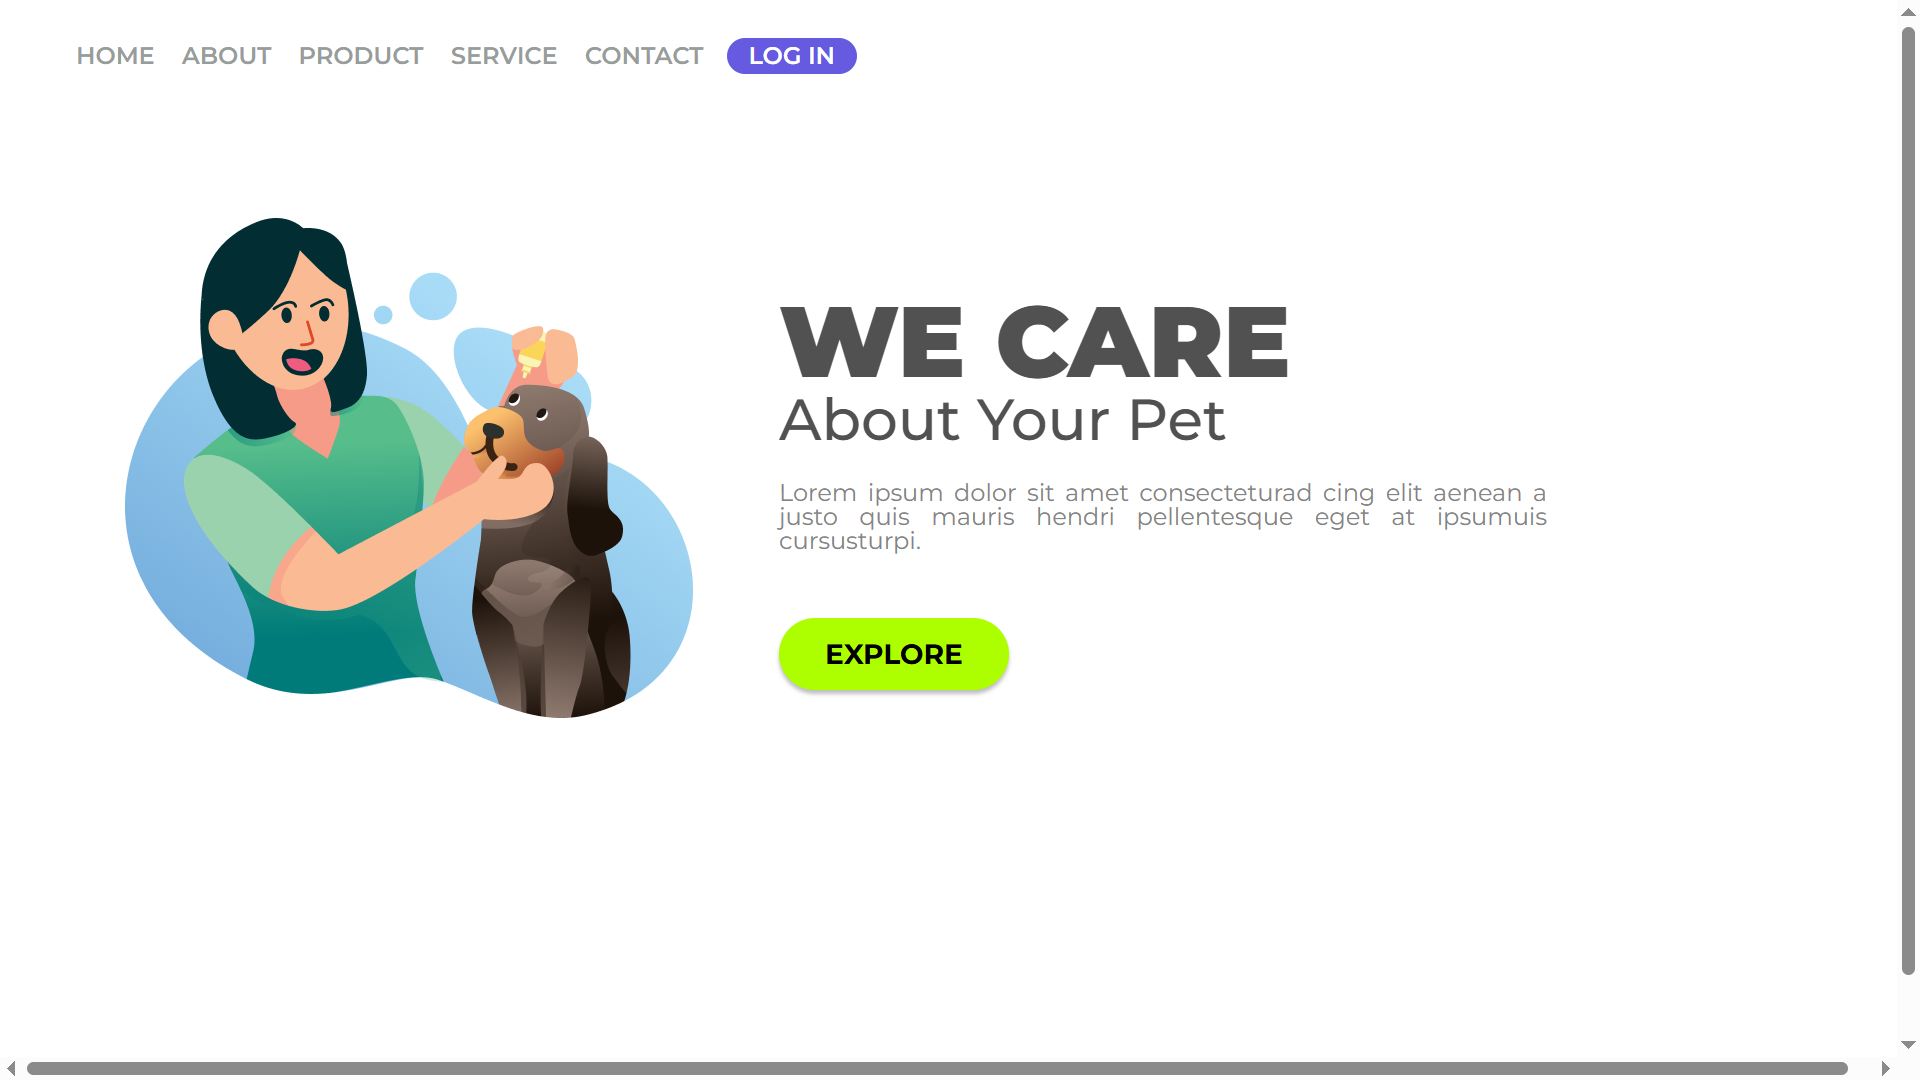 HOME ABOUT PRODUCT SERVICE CONTACT LOG IN
WE CARE
About Your Pet
Lorem ipsum dolor sit amet consecteturad cing elit aenean a
justo quis mauris hendri pellentesque eget at ipsumuis
cursusturpi.
EXPLORE